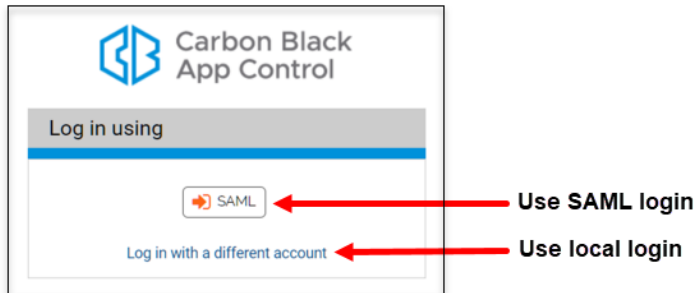 Carbon Black
App Control
Log in using
SAML
Use SAML login
Log in with a different account
Use local login